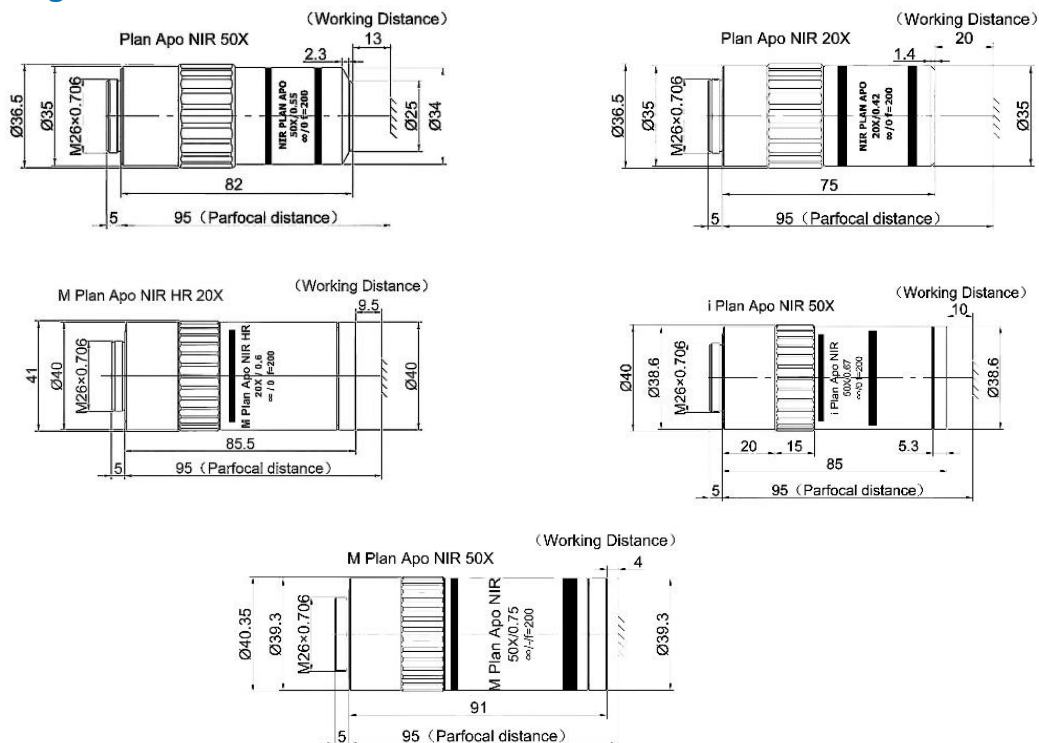 (Working Distance)
Plan Apo NIR 50X
13
2.3
Ø36.5
Ø35
M26×0.706
NIR PLAN APO
50X/0.55
∞/0 f=200
Ø25
Ø34
82
5
95 (Parfocal distance)
(Working Distance)
Plan Apo NIR 20X
20
1.4
Ø36.5
Ø35
M26×0.706
NIR PLAN APO
20X/0.42
∞/0 f=200
Ø35
75
5
95 (Parfocal distance)
(Working Distance)
M Plan Apo NIR HR 20X
9.5
41
Ø40
M26×0.706
M Plan Apo NIR HR
20X / 0.6
∞ / 0 f=200
Ø40
85.5
5
95 (Parfocal distance)
(Working Distance)
i Plan Apo NIR 50X
10
Ø40
Ø38.6
M26×0.706
i Plan Apo NIR
50X/0.67
∞/0 f=200
Ø38.6
20
15
5.3
85
5
95 (Parfocal distance)
(Working Distance)
M Plan Apo NIR 50X
4
Ø40.35
Ø39.3
M26×0.706
M Plan Apo NIR
50X/0.75
∞/-/f=200
Ø39.3
91
5
95 (Parfocal distance)